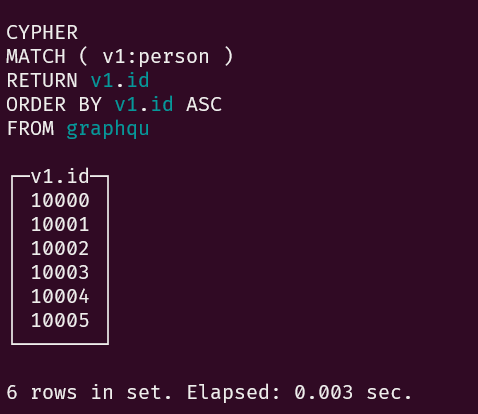 CYPHER
MATCH ( v1:person )
RETURN v1.id
ORDER BY v1.id ASC
FROM graphqu
v1.id
10000
10001
10002
10003
10004
10005
6 rows in set. Elapsed: 0.003 sec.